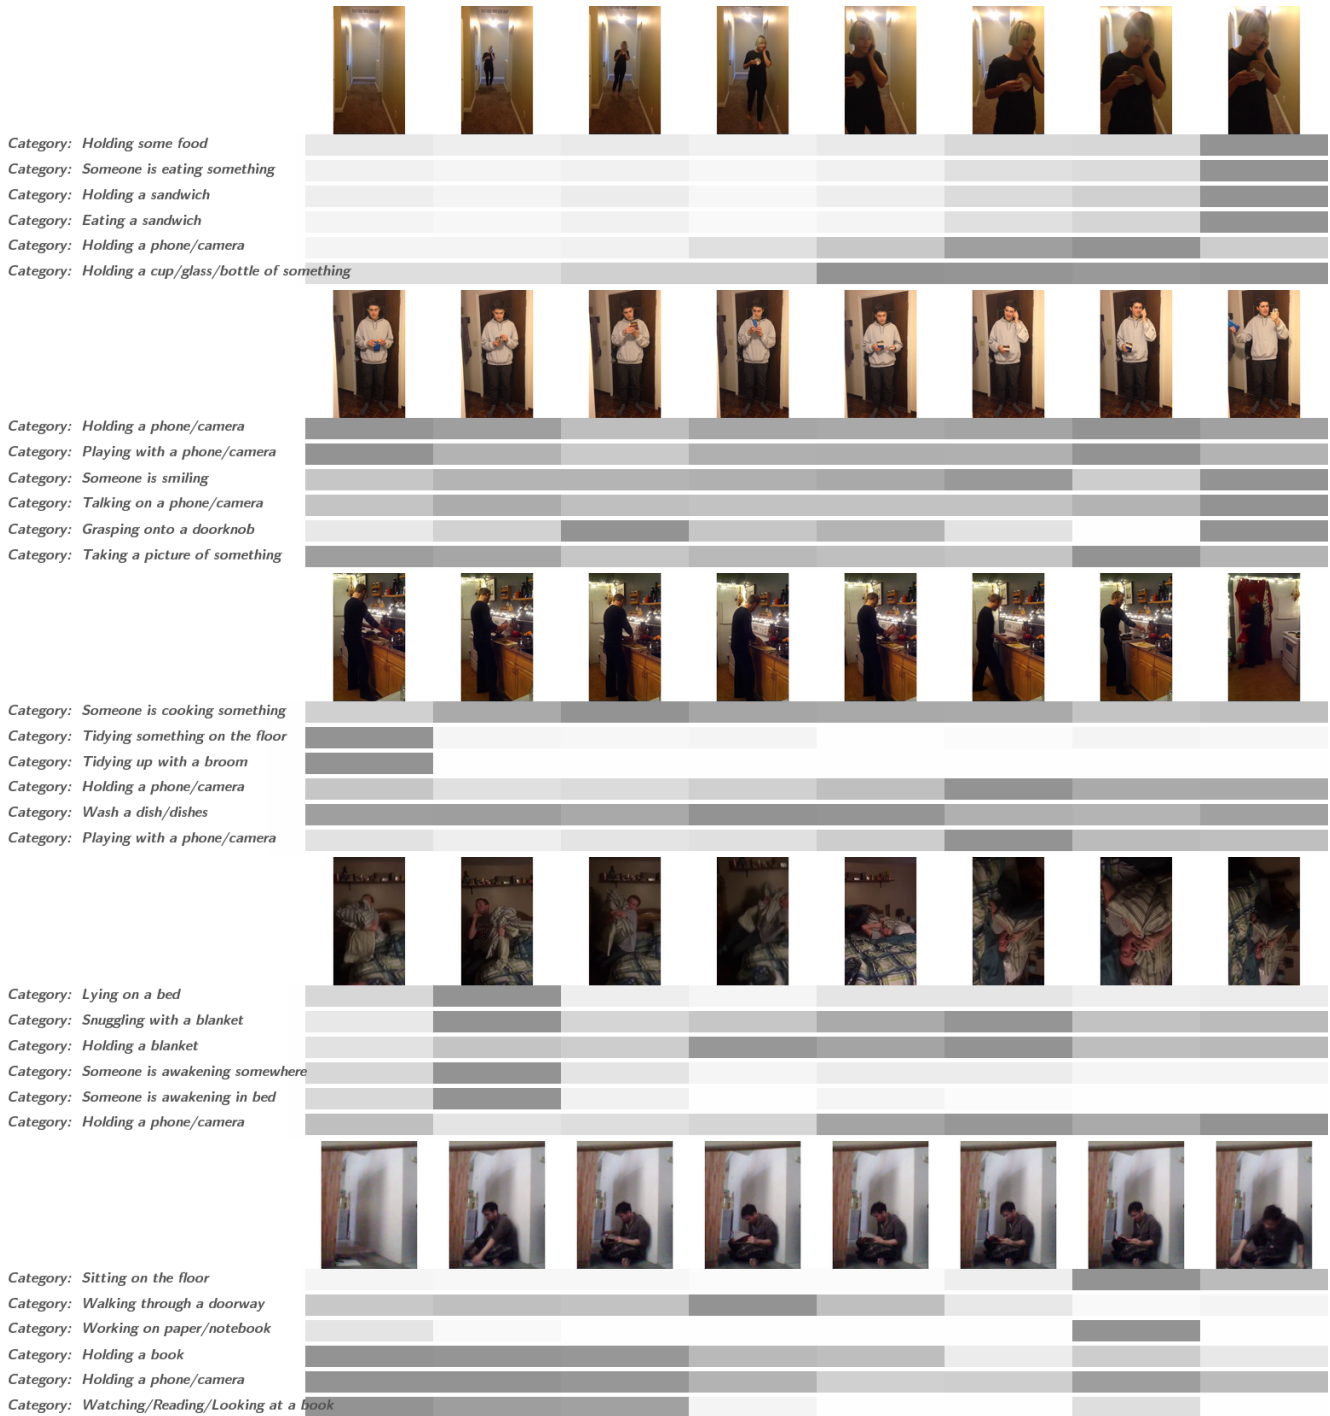 Category: Holding some food
Category: Someone is eating something
Category: Holding a sandwich
Category: Eating a sandwich
Category: Holding a phone/camera
Category: Holding a cup/glass/bottle of something
Category: Holding a phone/camera
Category: Playing with a phone/camera
Category: Someone is smiling
Category: Talking on a phone/camera
Category: Grasping onto a doorknob
Category: Taking a picture of something
Category: Someone is cooking something
Category: Tidying something on the floor
Category: Tidying up with a broom
Category: Holding a phone/camera
Category: Wash a dish/dishes
Category: Playing with a phone/camera
Category: Lying on a bed
Category: Snuggling with a blanket
Category: Holding a blanket
Category: Someone is awakening somewhere
Category: Someone is awakening in bed
Category: Holding a phone/camera
Category: Sitting on the floor
Category: Walking through a doorway
Category: Working on paper/notebook
Category: Holding a book
Category: Holding a phone/camera
Category: Watching/Reading/Looking at a book